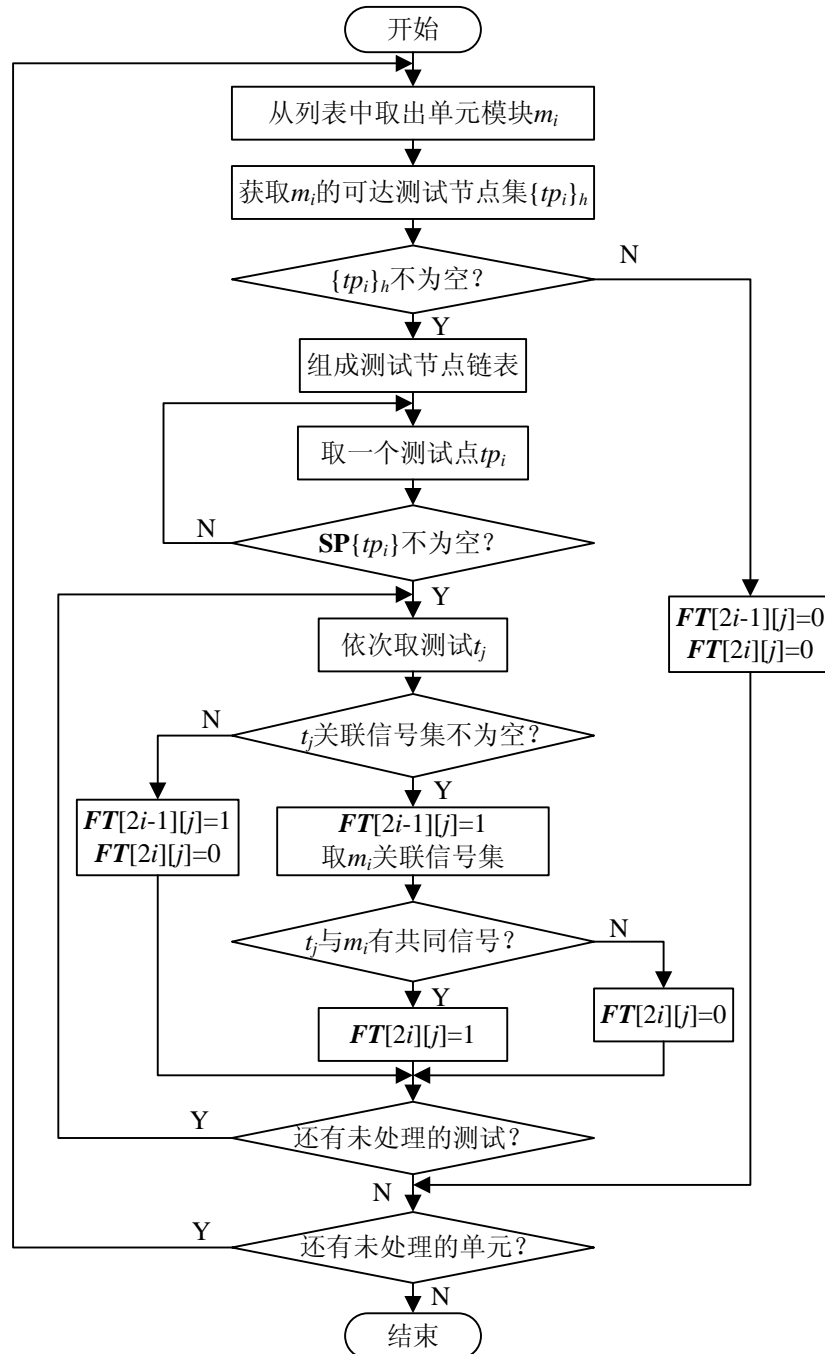 开始
从列表中取出单元模块mi
获取mi的可达测试节点集{tpi}h
{tpi}h不为空？
N
Y
组成测试节点链表
取一个测试点tpi
N
SP{tpi}不为空？
Y
依次取测试tj
FT[2i-1][j]=0
FT[2i][j]=0
N
tj关联信号集不为空？
Y
FT[2i-1][j]=1
FT[2i][j]=0
FT[2i-1][j]=1
取mi关联信号集
tj与mi有共同信号？
N
Y
FT[2i][j]=1
FT[2i][j]=0
Y
还有未处理的测试？
N
Y
还有未处理的单元？
N
结束